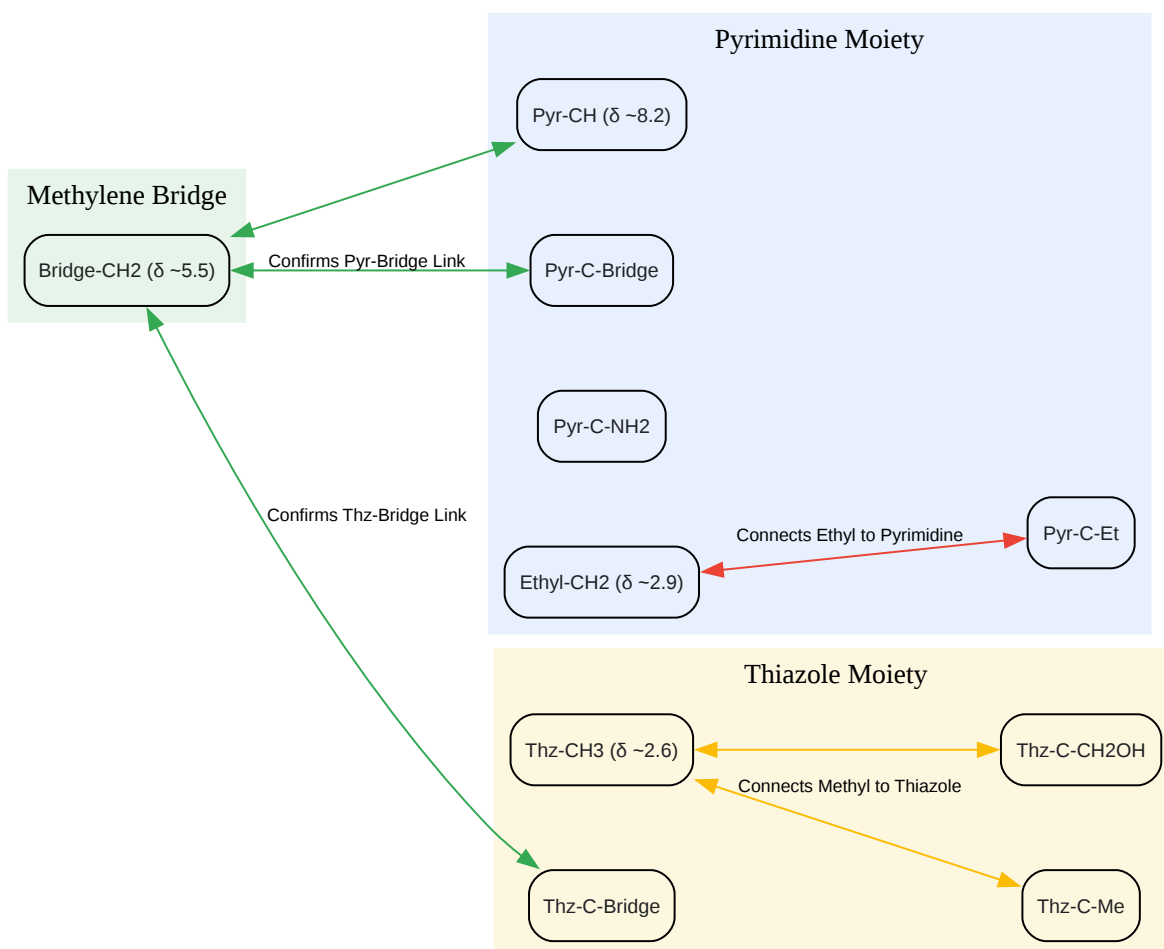 Pyrimidine Moiety
Pyr-CH (δ ~8.2)
Methylene Bridge
Bridge-CH2 (δ ~5.5)
Confirms Pyr-Bridge Link
Pyr-C-Bridge
Pyr-C-NH2
Confirms Thz-Bridge Link
Connects Ethyl to Pyrimidine
Pyr-C-Et
Ethyl-CH2 (δ ~2.9)
Thiazole Moiety
Thz-CH3 (δ ~2.6)
Thz-C-CH2OH
Connects Methyl to Thiazole
Thz-C-Bridge
Thz-C-Me